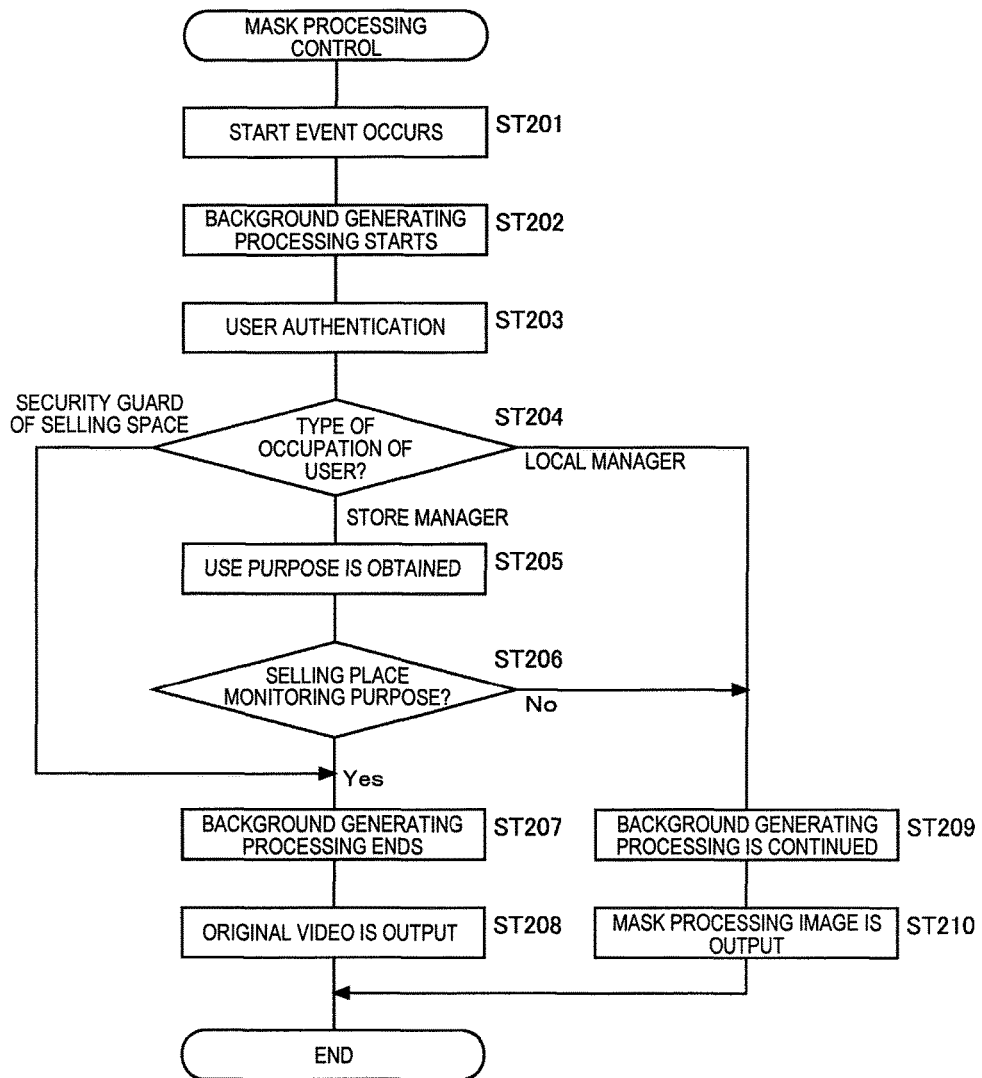 MASK PROCESSING
CONTROL
START EVENT OCCURS
ST201
BACKGROUND GENERATING
PROCESSING STARTS
ST202
USER AUTHENTICATION
ST203
SECURITY GUARD
OF SELLING SPACE
TYPE OF
OCCUPATION OF
USER?
ST204
LOCAL MANAGER
STORE MANAGER
USE PURPOSE IS OBTAINED
ST205
SELLING PLACE
MONITORING PURPOSE?
ST206
No
Yes
BACKGROUND GENERATING
PROCESSING ENDS
ST207
BACKGROUND GENERATING
PROCESSING IS CONTINUED
ST209
ORIGINAL VIDEO IS OUTPUT
ST208
MASK PROCESSING IMAGE IS
OUTPUT
ST210
END